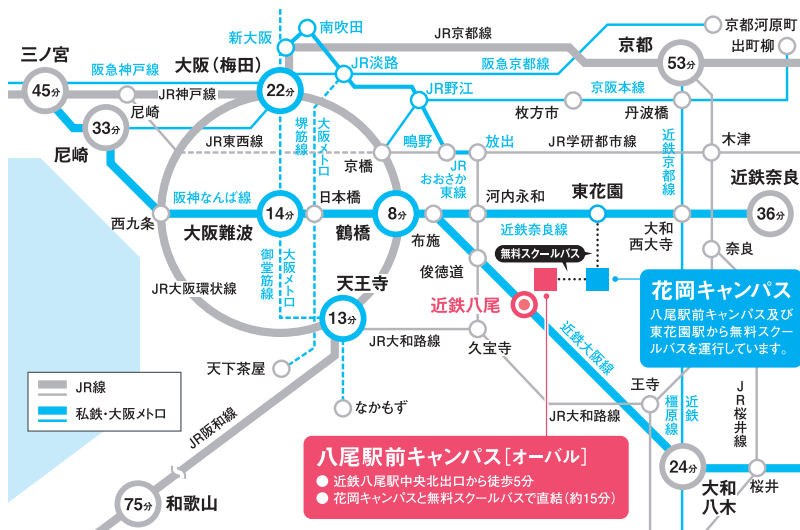 京都河原町
出町柳
南吹田
新大阪
JR京都線
京都
53分
三ノ宮
45分
阪急神戸線
大阪(梅田)
22分
JR淡路
阪急京都線
JR神戸線
尼崎
JR野江
京阪本線
枚方市
丹波橋
33分
尼崎
JR東西線
堺筋線
大阪メトロ
京橋
鴫野
放出
JR学研都市線
木津
JR
おおさか
東線
近鉄京都線
阪神なんば線
日本橋
河内永和
東花園
近鉄奈良
西九条
14分
大阪難波
8分
鶴橋
布施
近鉄奈良線
大和
西大寺
36分
御堂筋線
大阪メトロ
無料スクールバス
俊徳道
奈良
JR大阪環状線
天王寺
13分
近鉄八尾
花岡キャンパス
八尾駅前キャンパス及び
東花園駅から無料スクー
ルバスを運行しています。
JR大和路線
久宝寺
近鉄大阪線
天下茶屋
JR線
私鉄・大阪メトロ
なかもず
王寺
JR大和路線
近鉄
橿原線
JR桜井線
JR阪和線
八尾駅前キャンパス[オーバル]
●近鉄八尾駅中央北出口から徒歩5分
●花岡キャンパスと無料スクールバスで直結(約15分)
24分
大和
八木
桜井
75分
和歌山